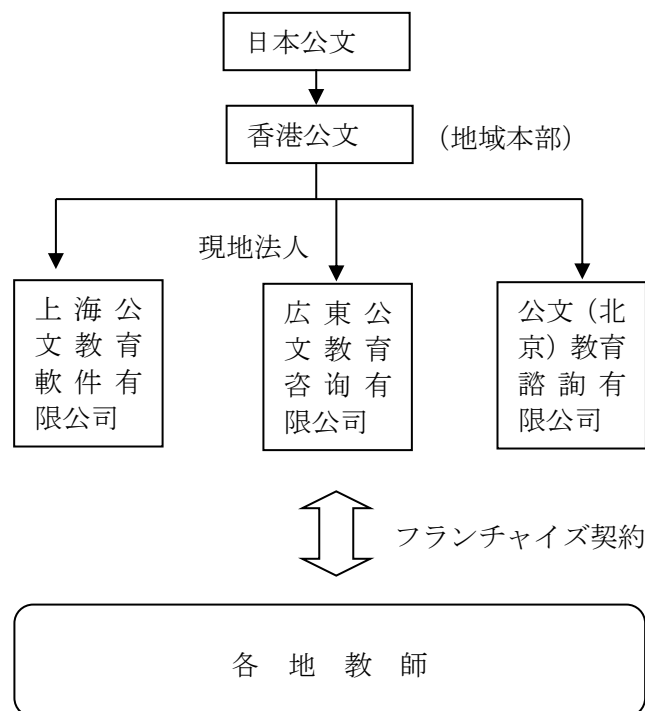 日本公文
香港公文
(地域本部)
現地法人
上海公
文教育
軟件有
限公司
広東公
文教育
咨询有
限公司
公文(北
京)教育
諮詢有
限公司
フランチャイズ契約
各地教師